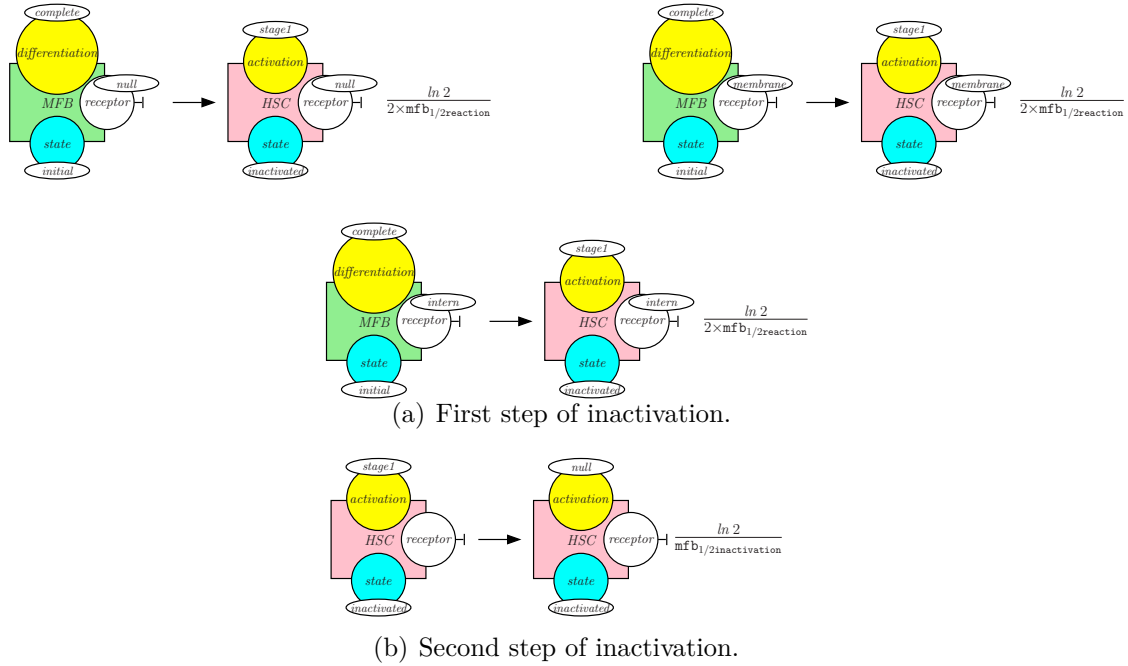 complete
differentiation
MFB
null
receptor
state
initial
stage1
activation
HSC
null
receptor
state
inactivated
ln 2
2×mfb1/2reaction
complete
differentiation
MFB
membrane
receptor
state
initial
stage1
activation
HSC
membrane
receptor
state
inactivated
ln 2
2×mfb1/2reaction
complete
differentiation
MFB
intern
receptor
state
initial
stage1
activation
HSC
intern
receptor
state
inactivated
ln 2
2×mfb1/2reaction
(a) First step of inactivation.
stage1
activation
HSC
receptor
state
inactivated
null
activation
HSC
receptor
state
inactivated
ln 2
mfb1/2inactivation
(b) Second step of inactivation.